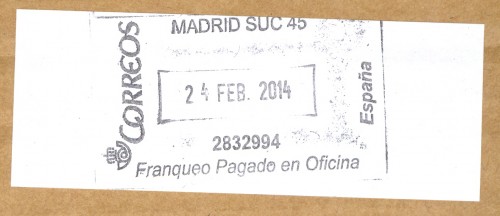 MADRID SUC 45
CORREOS
24 FEB. 2014
España
2832994
Franqueo Pagado en Oficina